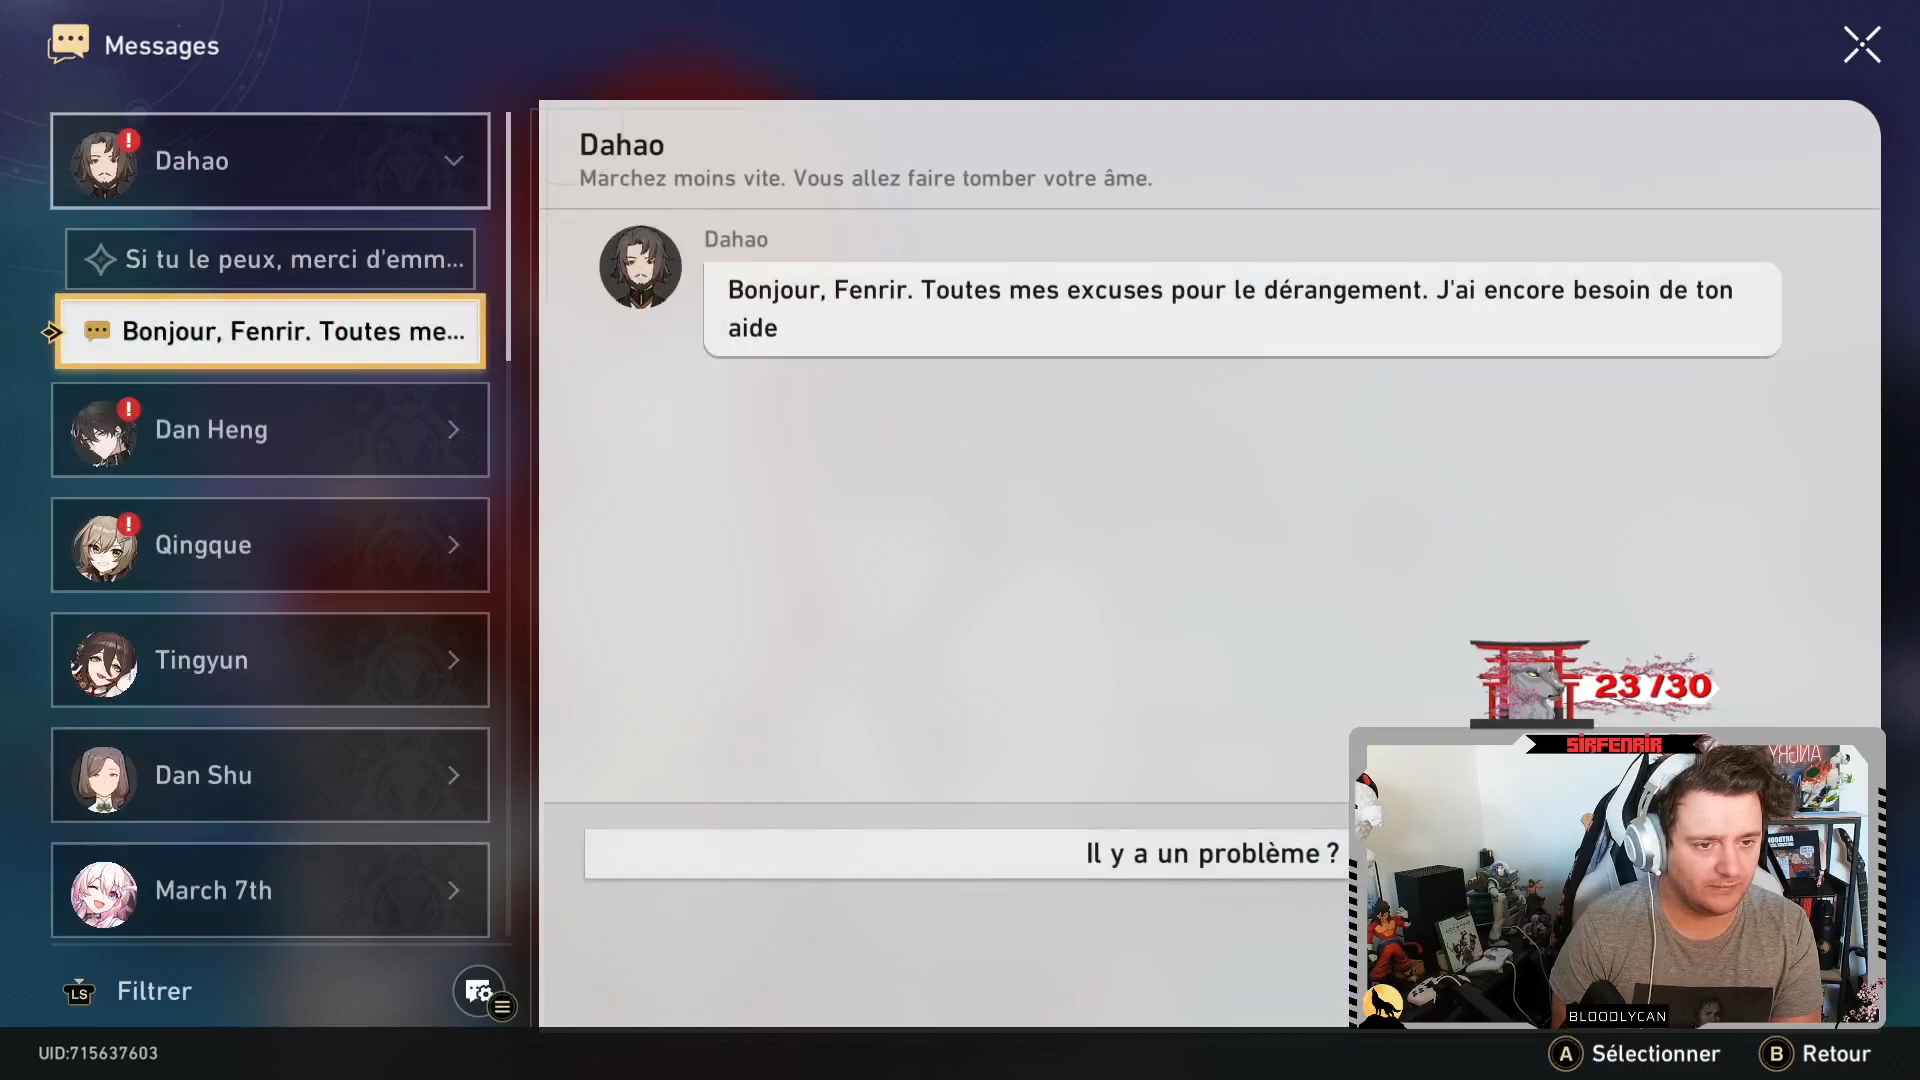 Messages
Dahao
Si tu le peux, merci d'emm...
Bonjour, Fenrir. Toutes me...
Dan Heng
Qingque
Tingyun
Dan Shu
March 7th
LS Filtrer
Dahao
Marchez moins vite. Vous allez faire tomber votre âme.
Dahao
Bonjour, Fenrir. Toutes mes excuses pour le dérangement. J'ai encore besoin de ton
aide
Il y a un problème ?
23/30
SIRFENRIR
ANGRY
BLOODLYCAN
UID:715637603
A Sélectionner
B Retour